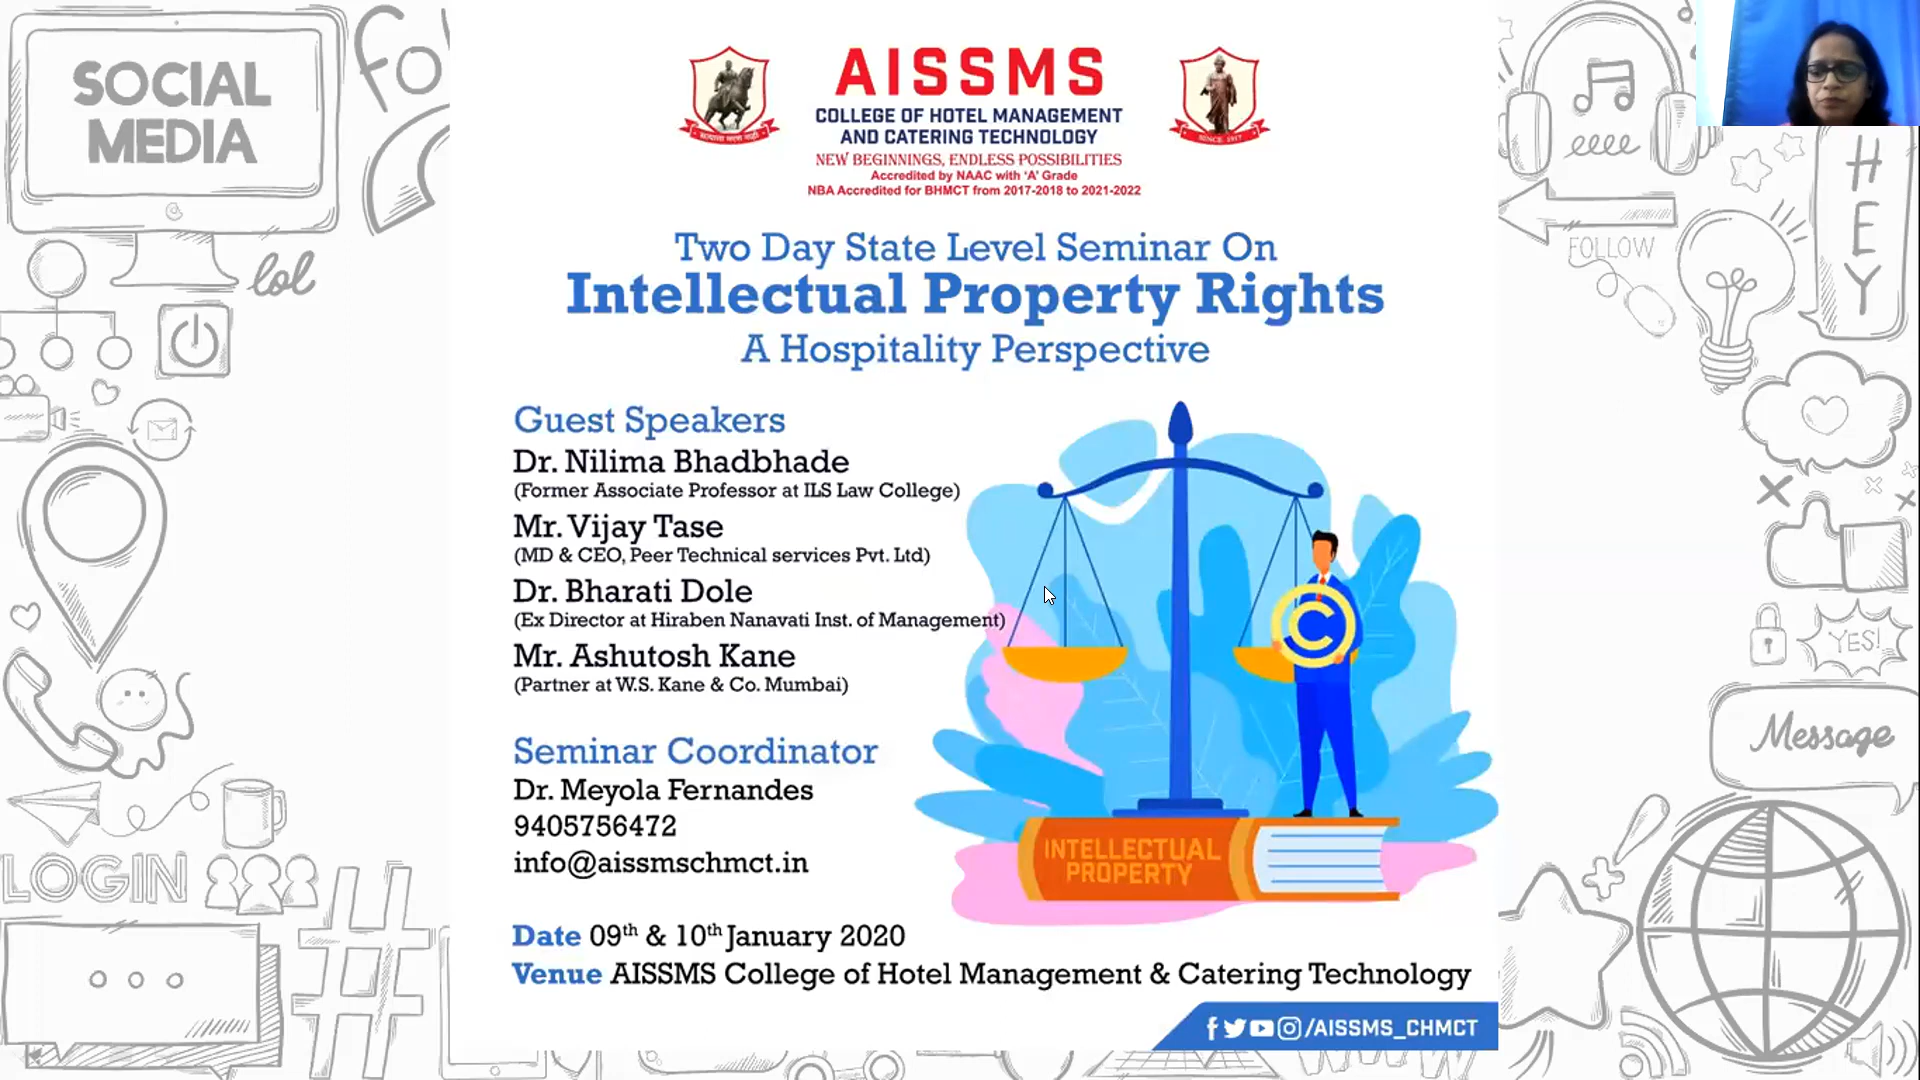 SOCIAL
MEDIA
lol
AISSMS
COLLEGE OF HOTEL MANAGEMENT
AND CATERING TECHNOLOGY
NEW BEGINNINGS, ENDLESS POSSIBILITIES
Accredited by NAAC with ‘A’ Grade
NBA Accredited for BHMCT from 2017-2018 to 2021-2022
SINCE 1917
Two Day State Level Seminar On
Intellectual Property Rights
A Hospitality Perspective
Guest Speakers
Dr. Nilima Bhadbhade
(Former Associate Professor at ILS Law College)
Mr. Vijay Tase
(MD & CEO, Peer Technical services Pvt. Ltd)
Dr. Bharati Dole
(Ex Director at Hiraben Nanavati Inst. of Management)
Mr. Ashutosh Kane
(Partner at W.S. Kane & Co. Mumbai)
Seminar Coordinator
Dr. Meyola Fernandes
9405756472
info@aissmschmct.in
Date 09th & 10th January 2020
Venue AISSMS College of Hotel Management & Catering Technology
/AISSMS_CHMCT
©
INTELLECTUAL
PROPERTY
LOGIN
#
eeee
HEY
FOLLOW
YES!
Message
www